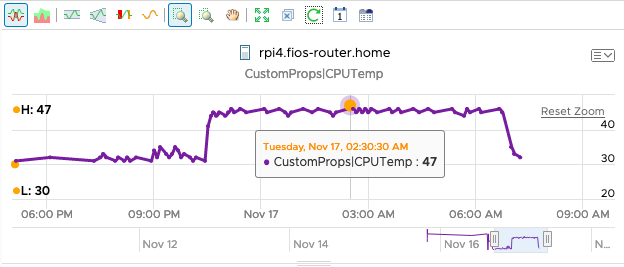 1
rpi4.fios-router.home
CustomProps|CPUTemp
H: 47
Reset Zoom
40
Tuesday, Nov 17, 02:30:30 AM
CustomProps|CPUTemp : 47
30
L: 30
20
06:00 PM 09:00 PM Nov 17 03:00 AM 06:00 AM 09:00 AM
Nov 12 Nov 14 Nov 16 N...